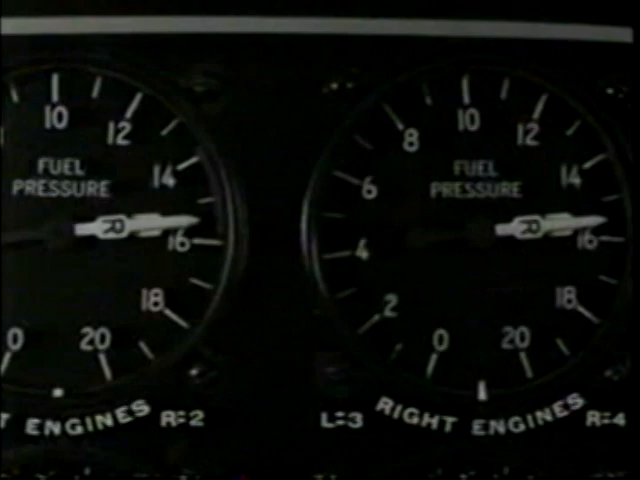 10
12
FUEL
PRESSURE
14
R
16
18
0
20
T ENGINES R=2
10
8
12
FUEL
PRESSURE
6
14
R
4
16
2
18
0
20
L=3 RIGHT ENGINES R=4